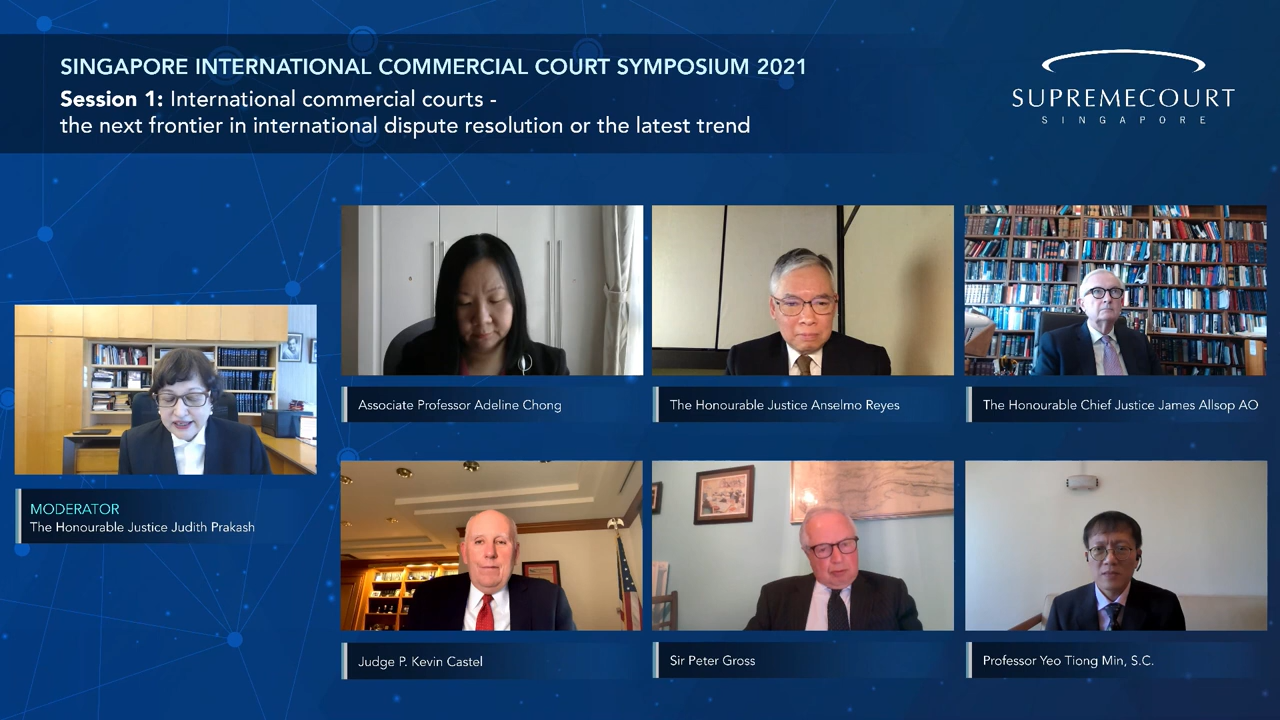 SINGAPORE INTERNATIONAL COMMERCIAL COURT SYMPOSIUM 2021
Session 1: International commercial courts -
the next frontier in international dispute resolution or the latest trend
SUPREMECOURT
SINGAPORE
Associate Professor Adeline Chong
The Honourable Justice Anselmo Reyes
The Honourable Chief Justice James Allsop AO
MODERATOR
The Honourable Justice Judith Prakash
Judge P. Kevin Castel
Sir Peter Gross
Professor Yeo Tiong Min, S.C.